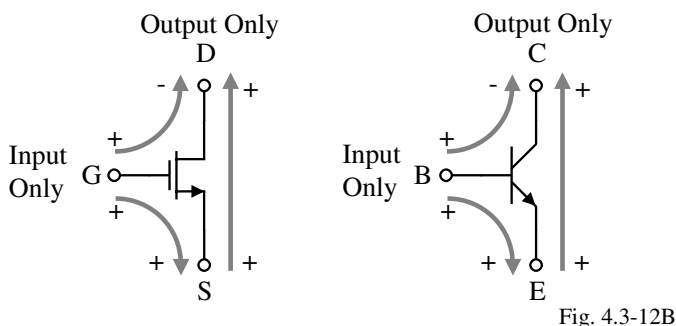 Output Only
D
-
+
+
Input
Only
G
+
+
+
S
Output Only
C
-
+
+
Input
Only
B
+
+
+
E
Fig. 4.3-12B